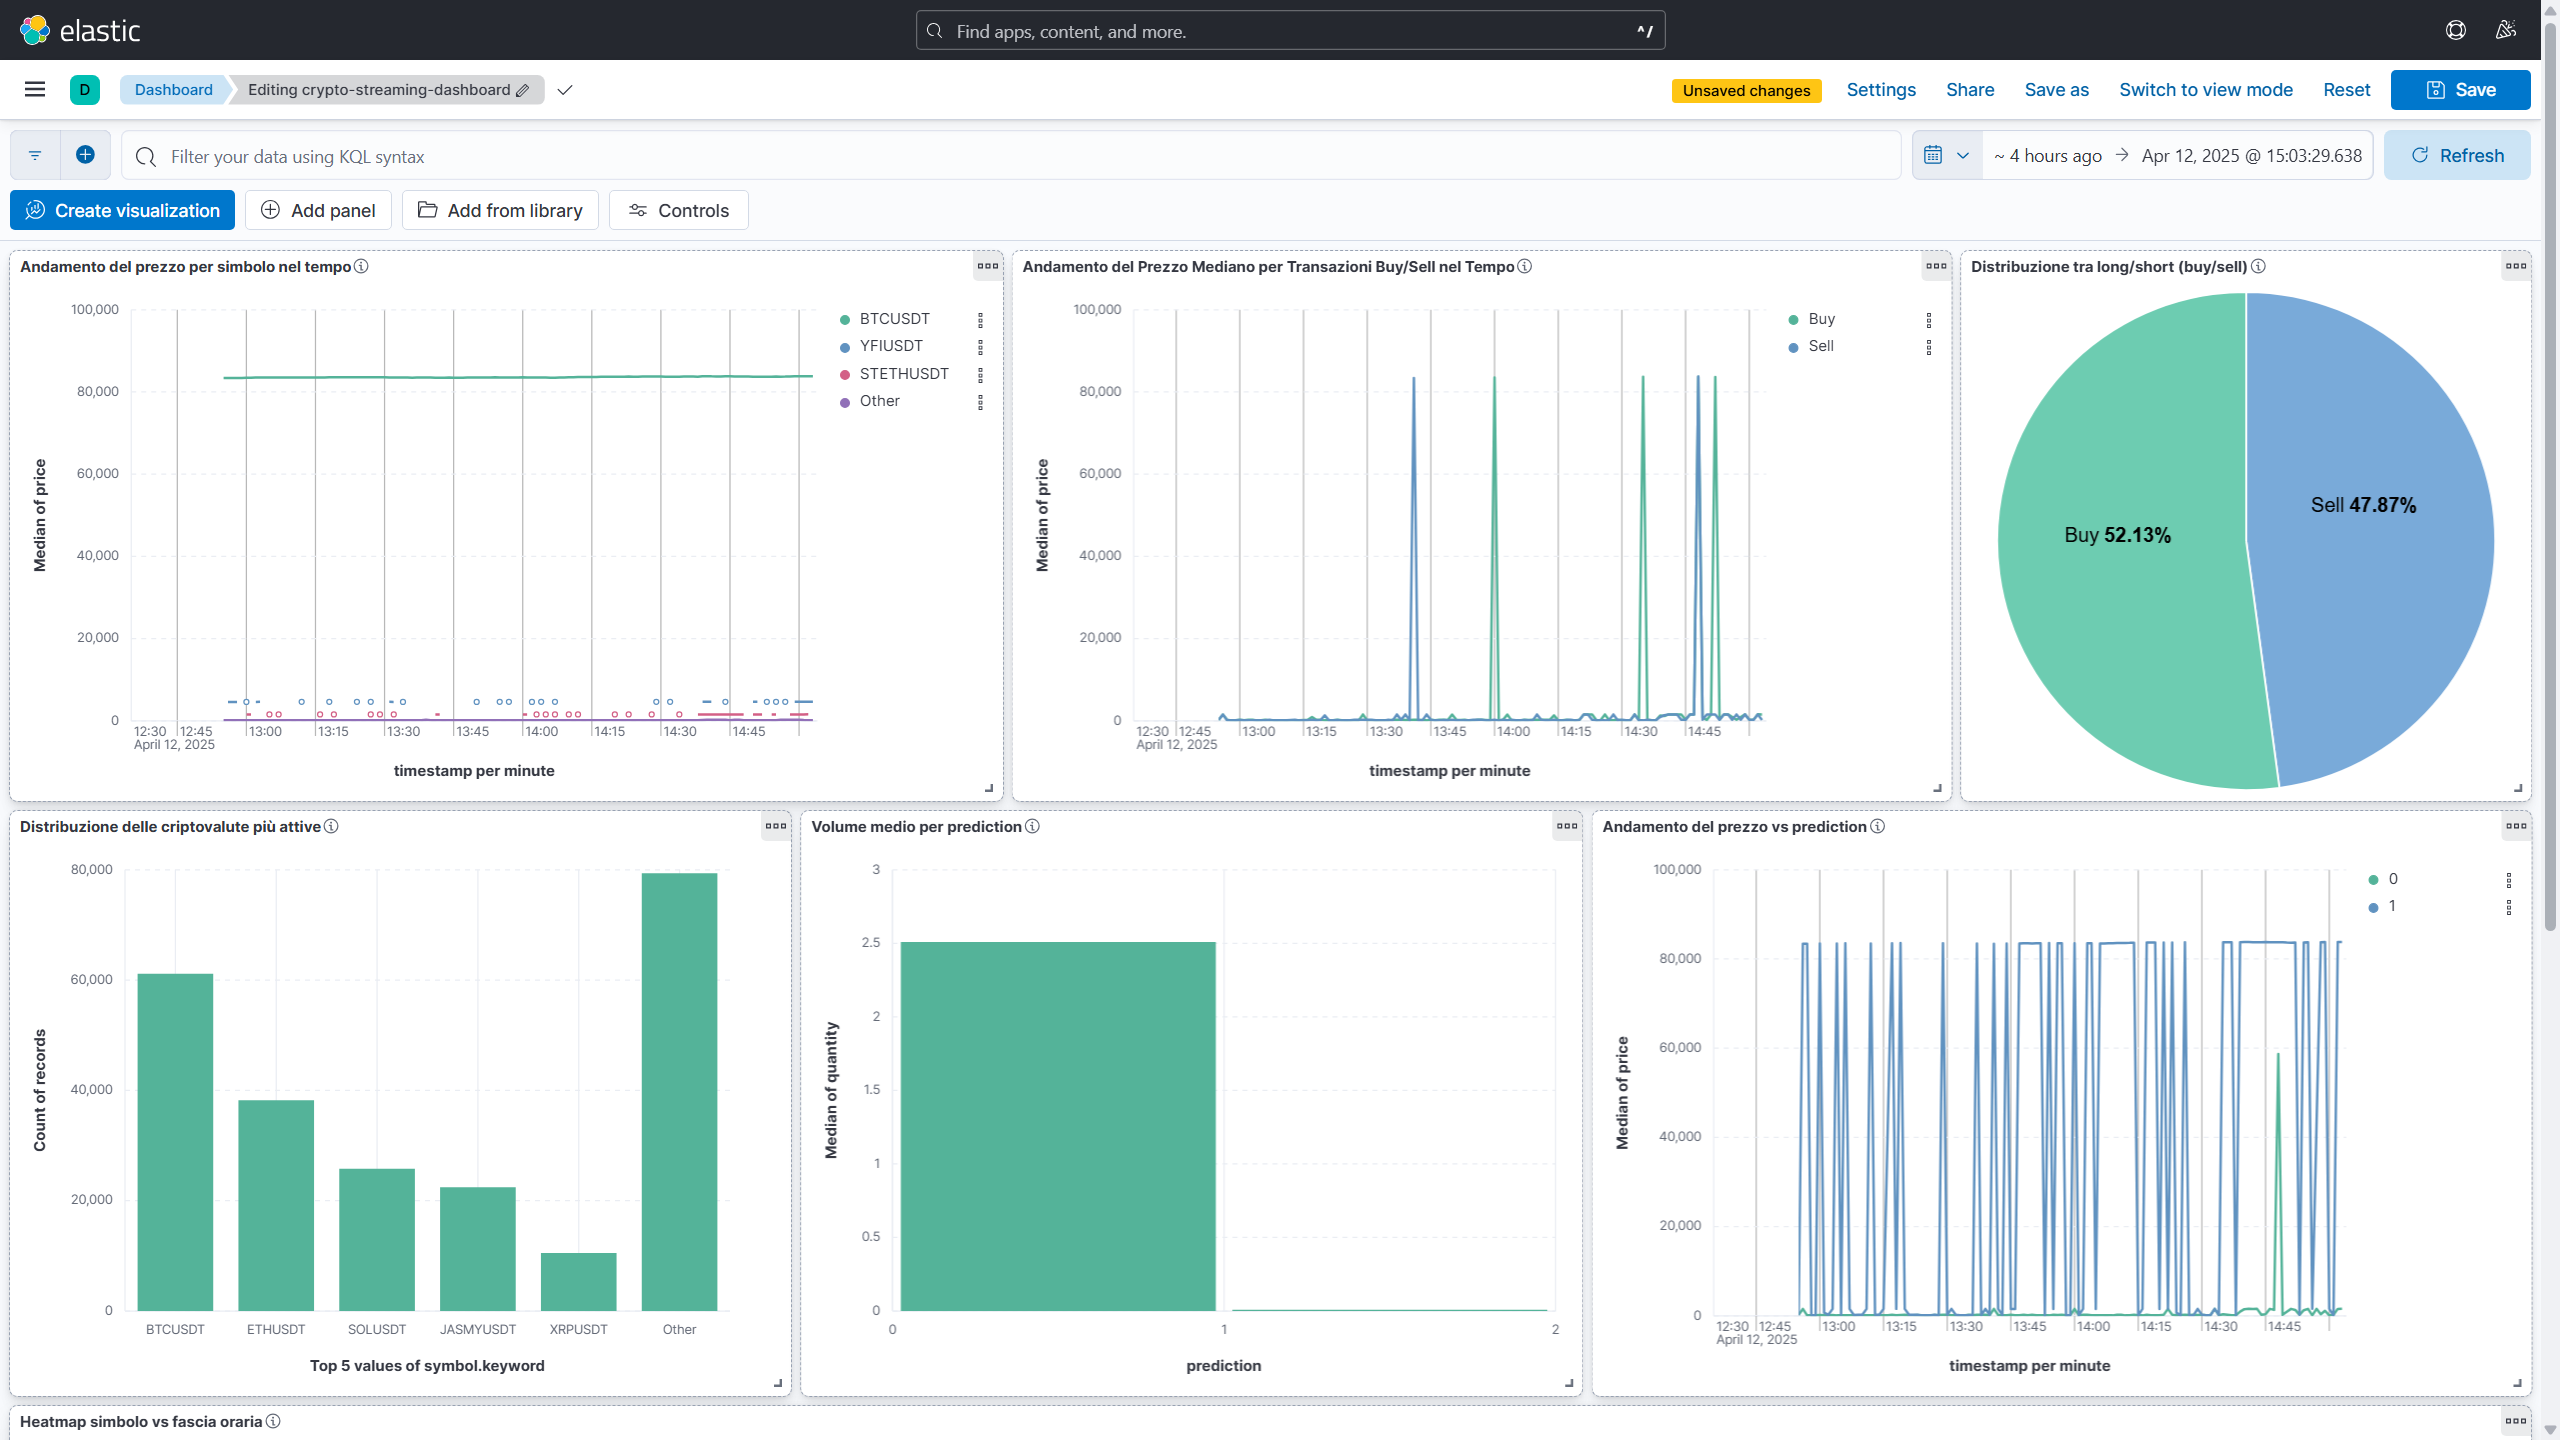 elastic
Find apps, content, and more.
^/
D
Dashboard
Editing crypto-streaming-dashboard
Unsaved changes
Settings
Share
Save as
Switch to view mode
Reset
Save
Filter your data using KQL syntax
~ 4 hours ago → Apr 12, 2025 @ 15:03:29.638
Refresh
Create visualization
Add panel
Add from library
Controls
Andamento del prezzo per simbolo nel tempo
100,000
80,000
60,000
40,000
20,000
0
Median of price
12:30 12:45 13:00 13:15 13:30 13:45 14:00 14:15 14:30 14:45
April 12, 2025
timestamp per minute
BTCUSDT
YFIUSDT
STETHUSDT
Other
Andamento del Prezzo Mediano per Transazioni Buy/Sell nel Tempo
100,000
80,000
60,000
40,000
20,000
0
Median of price
12:30 12:45 13:00 13:15 13:30 13:45 14:00 14:15 14:30 14:45
April 12, 2025
timestamp per minute
Buy
Sell
Distribuzione tra long/short (buy/sell)
Sell 47.87%
Buy 52.13%
Distribuzione delle criptovalute più attive
80,000
60,000
40,000
20,000
0
Count of records
BTCUSDT ETHUSDT SOLUSDT JASMYUSDT XRPUSDT Other
Top 5 values of symbol.keyword
Volume medio per prediction
3
2.5
2
1.5
1
0.5
0
Median of quantity
0 1 2
prediction
Andamento del prezzo vs prediction
100,000
80,000
60,000
40,000
20,000
0
Median of price
12:30 12:45 13:00 13:15 13:30 13:45 14:00 14:15 14:30 14:45
April 12, 2025
timestamp per minute
0
1
Heatmap simbolo vs fascia oraria